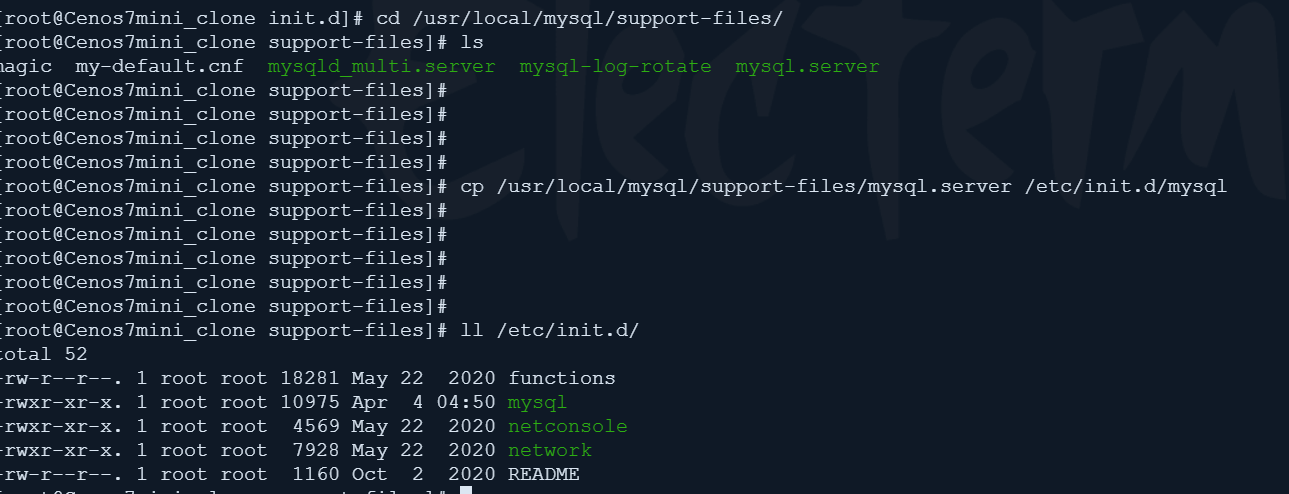 [root@Cenos7mini_clone init.d]# cd /usr/local/mysql/support-files/
[root@Cenos7mini_clone support-files]# ls
magic  my-default.cnf  mysqld_multi.server  mysql-log-rotate  mysql.server
[root@Cenos7mini_clone support-files]#
[root@Cenos7mini_clone support-files]#
[root@Cenos7mini_clone support-files]#
[root@Cenos7mini_clone support-files]#
[root@Cenos7mini_clone support-files]# cp /usr/local/mysql/support-files/mysql.server /etc/init.d/mysql
[root@Cenos7mini_clone support-files]#
[root@Cenos7mini_clone support-files]#
[root@Cenos7mini_clone support-files]#
[root@Cenos7mini_clone support-files]#
[root@Cenos7mini_clone support-files]#
[root@Cenos7mini_clone support-files]# ll /etc/init.d/
total 52
-rw-r--r--. 1 root root 18281 May 22  2020 functions
-rwxr-xr-x. 1 root root 10975 Apr  4 04:50 mysql
-rwxr-xr-x. 1 root root  4569 May 22  2020 netconsole
-rwxr-xr-x. 1 root root  7928 May 22  2020 network
-rw-r--r--. 1 root root  1160 Oct  2  2020 README
[root@Cenos7mini_clone support-files]#
ElecTerm